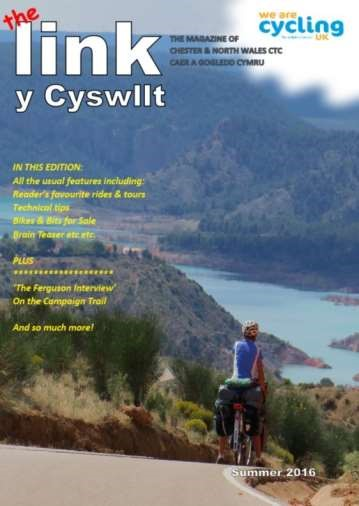 the
link
y Cyswllt
we are
cycling
UK
THE MAGAZINE OF
CHESTER & NORTH WALES CTC
CAER A GOGLEDD CYMRU
IN THIS EDITION:
All the usual features including:
Reader's favourite rides & tours
Technical tips
Bikes & Bits for Sale
Brain Teaser etc etc.
PLUS
********************
'The Ferguson Interview'
On the Campaign Trail
And so much more!
Summer 2016